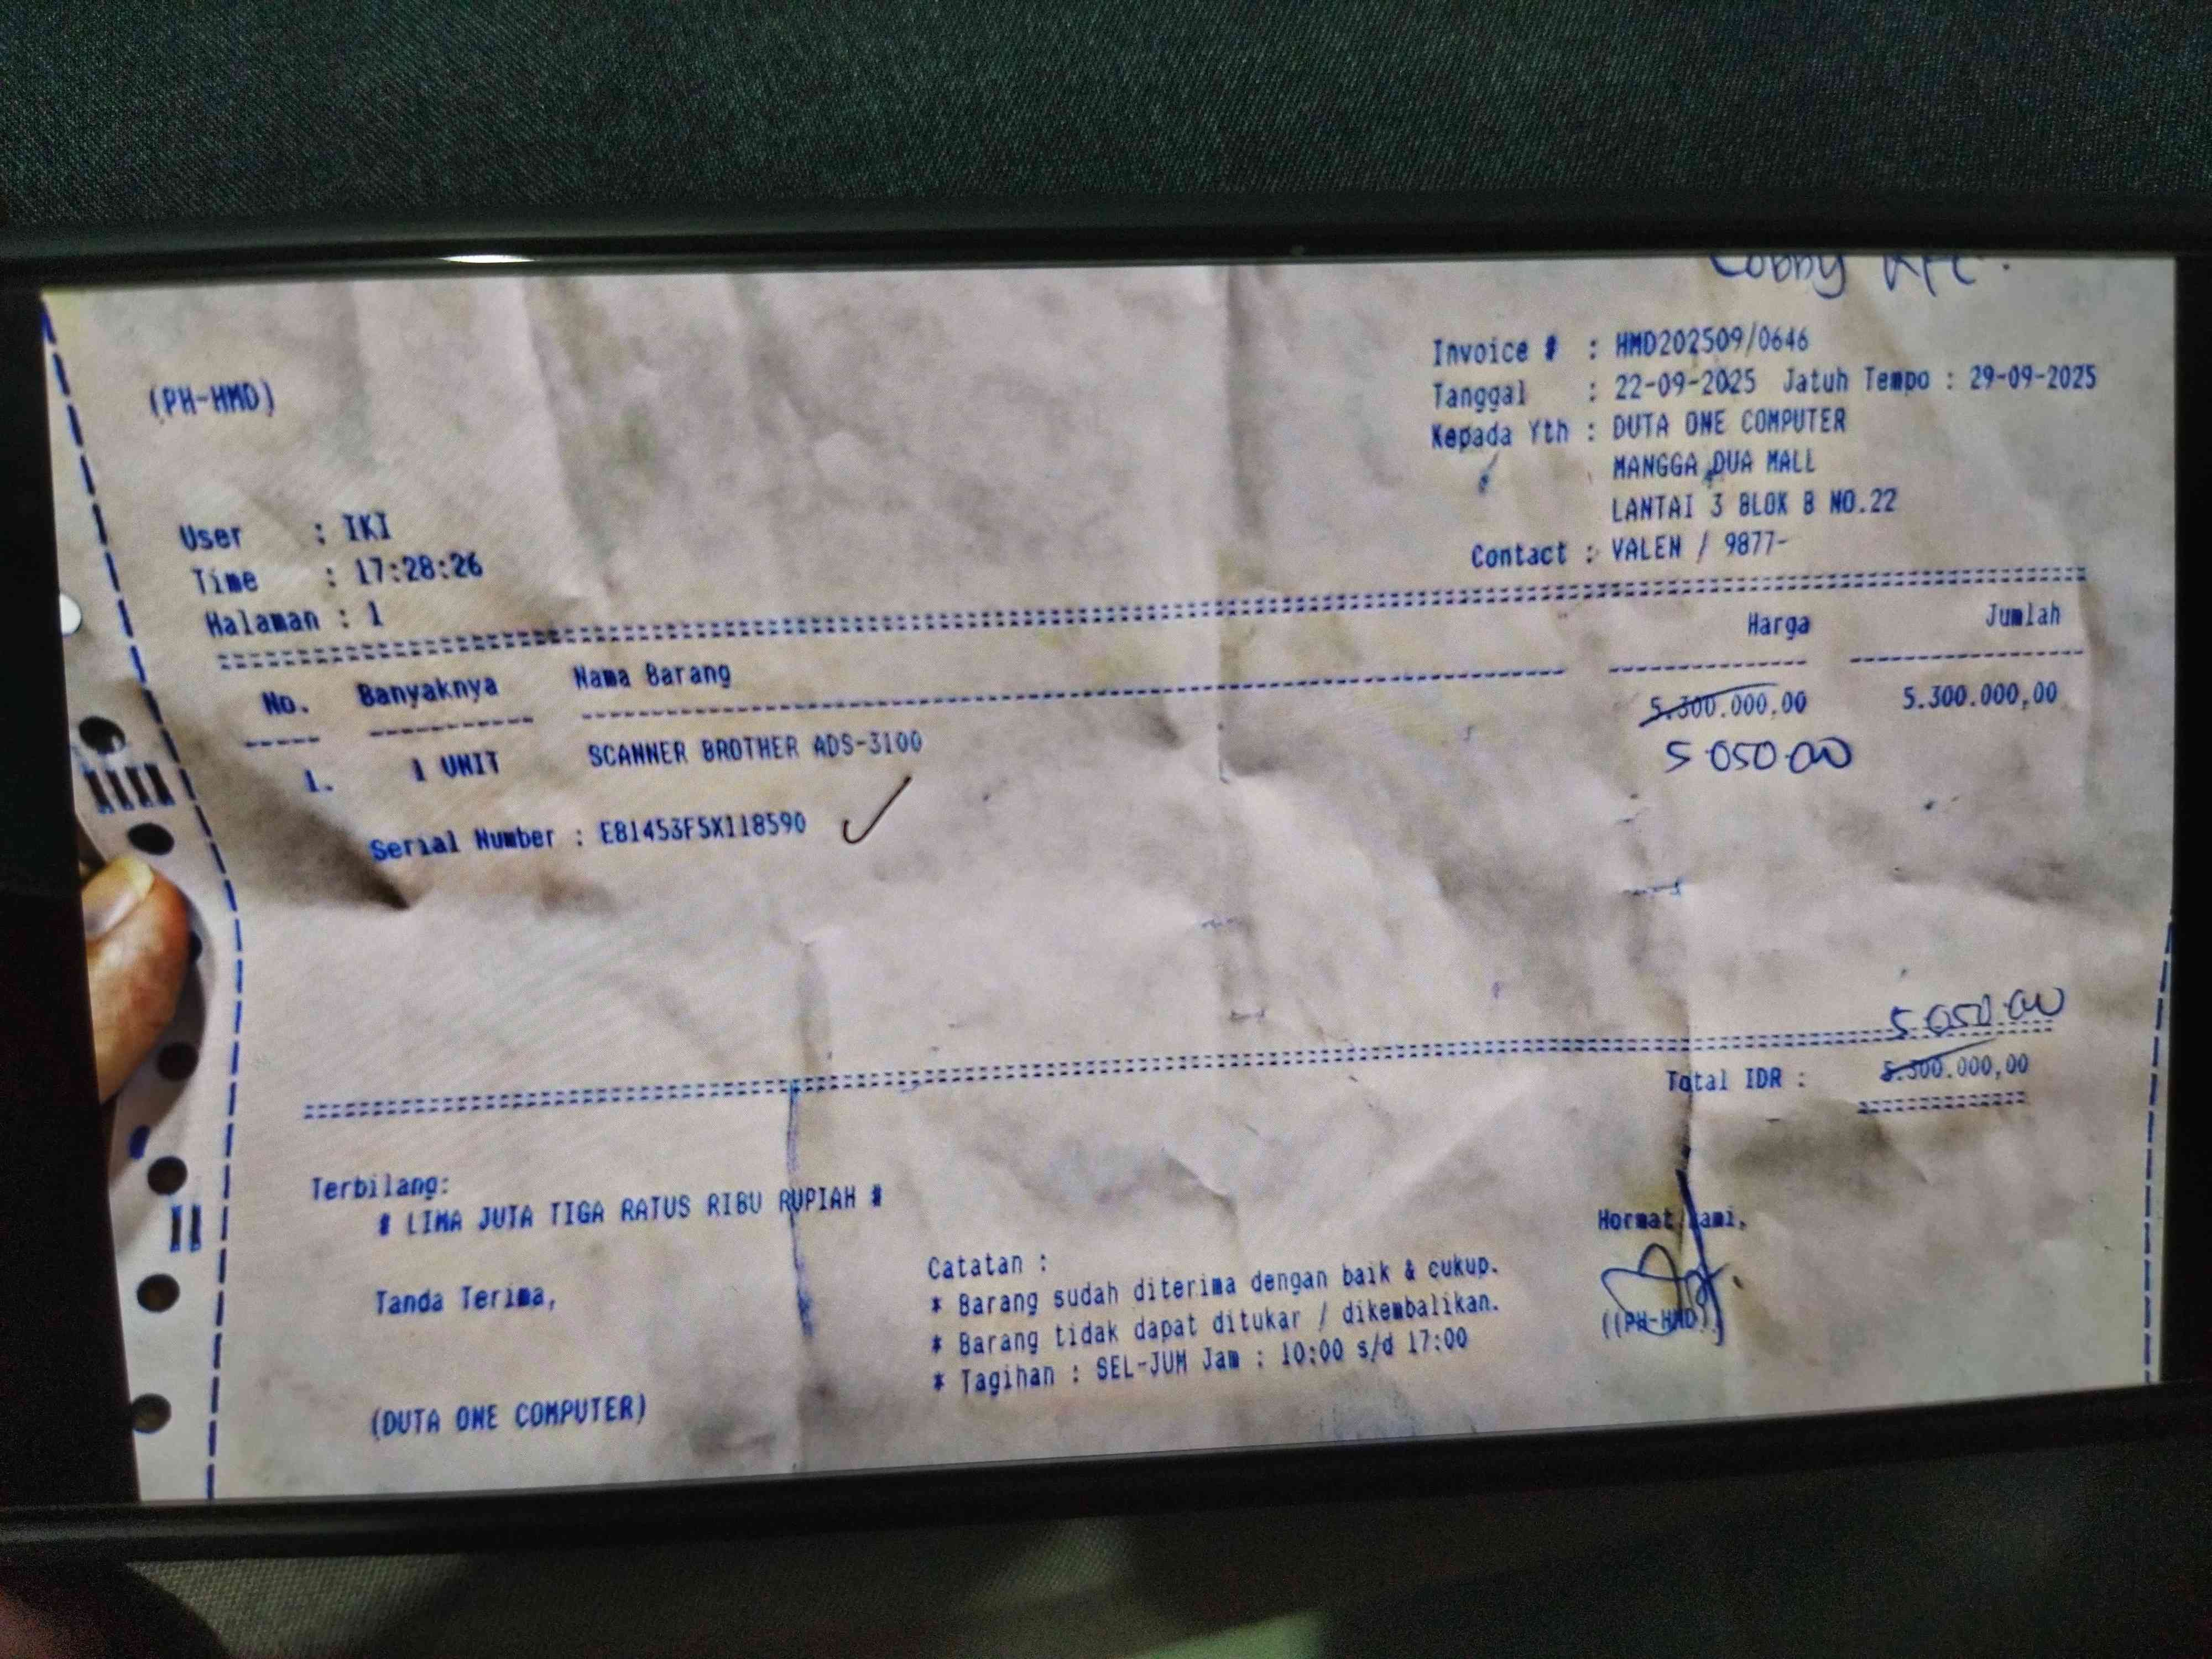 Lobby KFC.
(PH-HMD)
Invoice # : HMD202509/0646
Tanggal : 22-09-2025 Jatuh Tempo : 29-09-2025
Kepada Yth : DUTA ONE COMPUTER
MANGGA DUA MALL
LANTAI 3 BLOK B NO.22
Contact : VALEN / 9877-
User : IKI
Time : 17:28:26
Halaman : 1
No. Banyaknya Nama Barang Harga Jumlah
1. 1 UNIT SCANNER BROTHER ADS-3100 5.300.000,00 5.300.000,00
5 050 00
Serial Number : E81453F5X118590
5 050 00
Total IDR : 5.300.000,00
Terbilang:
# LIMA JUTA TIGA RATUS RIBU RUPIAH #
Tanda Terima,
(DUTA ONE COMPUTER)
Catatan :
* Barang sudah diterima dengan baik & cukup.
* Barang tidak dapat ditukar / dikembalikan.
* Tagihan : SEL-JUM Jam : 10:00 s/d 17:00
Hormat kami,
((PH-HMD))